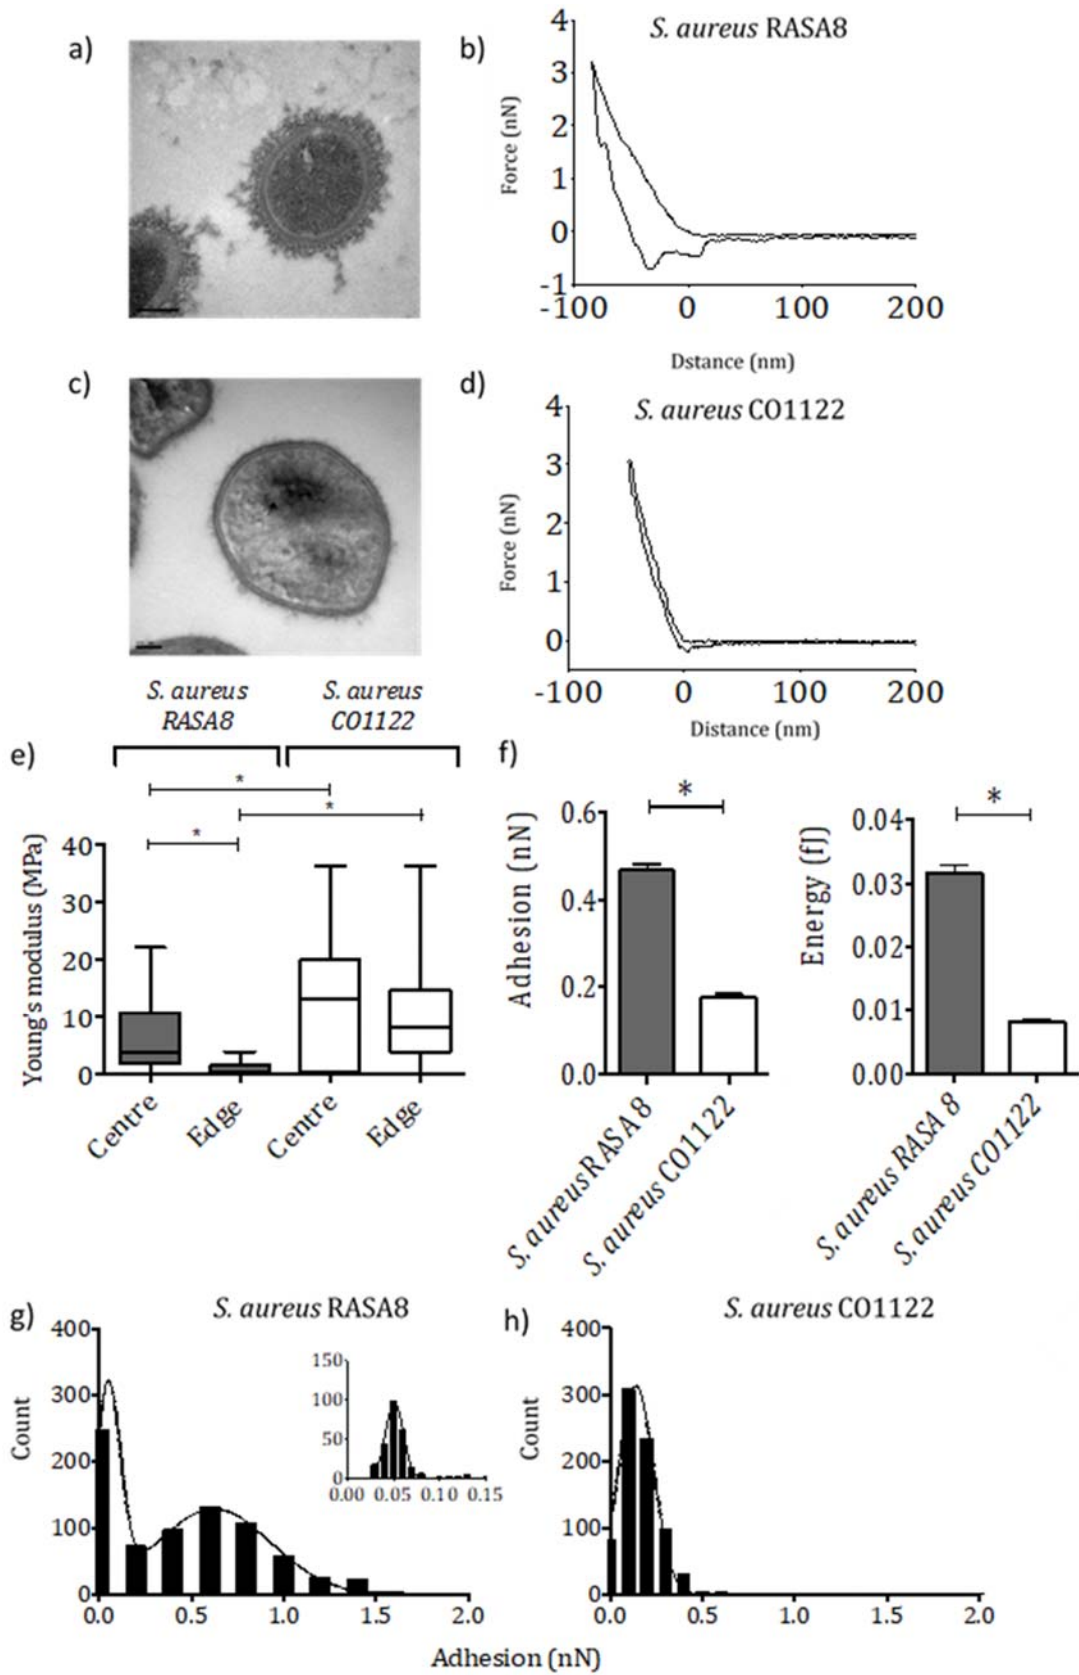 a)
b)
S. aureus RASA8
Force (nN)
4
3
2
1
0
-1
-100 0 100 200
Dstance (nm)
c)
d)
S. aureus CO1122
Force (nN)
4
3
2
1
0
-100 0 100 200
Distance (nm)
S. aureus
RASA8
S. aureus
CO1122
e)
* *
*
Young's modulus (MPa)
40
30
20
10
0
Centre
Edge
Centre
Edge
f)
*
Adhesion (nN)
0.6
0.4
0.2
0.0
S. aureus RASA8
S. aureus CO1122
*
Energy (fJ)
0.04
0.03
0.02
0.01
0.00
S. aureus RASA 8
S. aureus CO1122
g)
S. aureus RASA8
Count
400
300
200
100
0
0.0 0.5 1.0 1.5 2.0
150
100
50
0
0.00 0.05 0.10 0.15
h)
S. aureus CO1122
Count
400
300
200
100
0
0.0 0.5 1.0 1.5 2.0
Adhesion (nN)